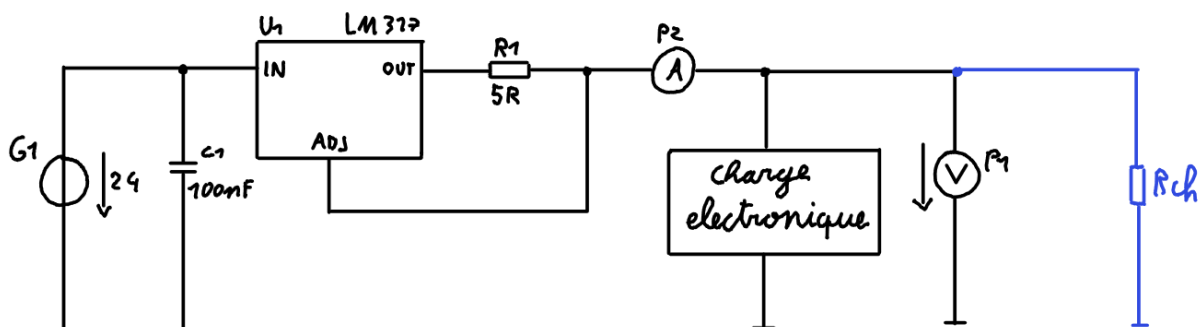 U1 LM317
IN OUT
ADJ
R1
5R
P2
A
G1
24
C1
100nF
charge
electronique
V
P1
Rch